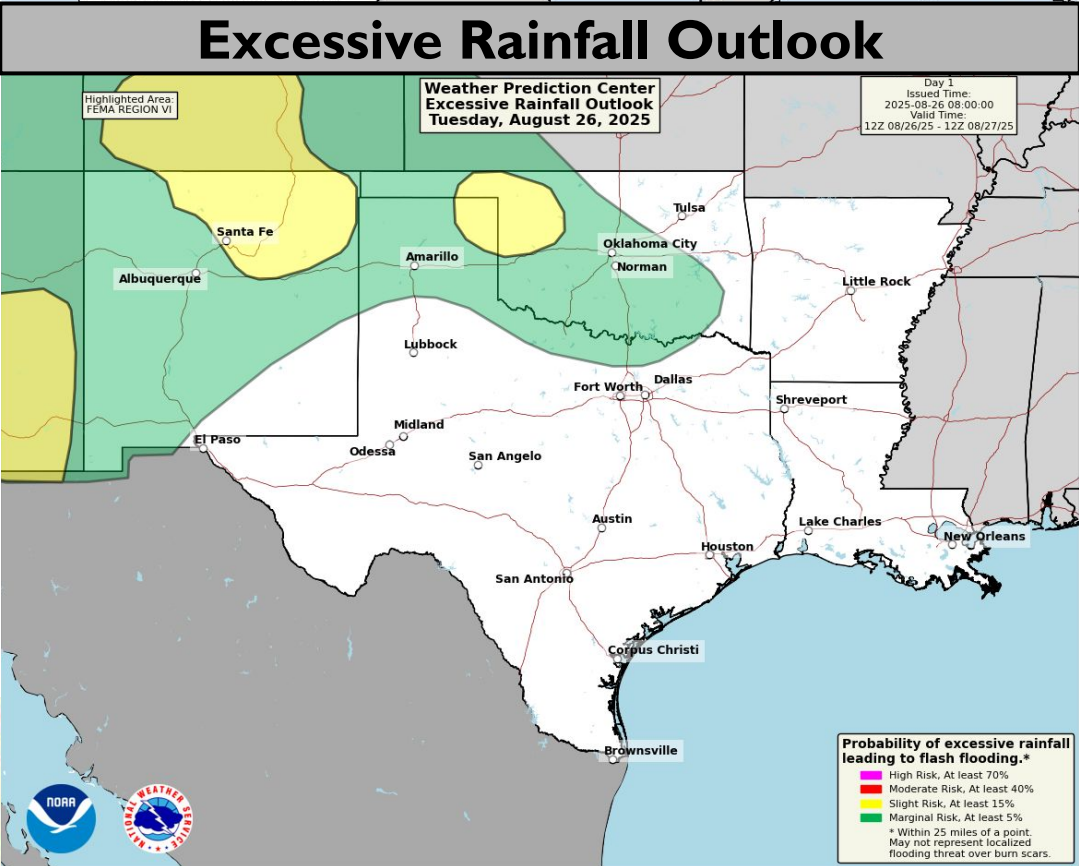 Excessive Rainfall Outlook
Highlighted Area:
FEMA REGION VI
Weather Prediction Center
Excessive Rainfall Outlook
Tuesday, August 26, 2025
Day 1
Issued Time:
2025-08-26 08:00:00
Valid Time:
12Z 08/26/25 - 12Z 08/27/25
Tulsa
Santa Fe
Oklahoma City
Amarillo
Norman
Albuquerque
Little Rock
Lubbock
Dallas
Fort Worth
Shreveport
Midland
El Paso
Odessa
San Angelo
Austin
Lake Charles
New Orleans
Houston
San Antonio
Corpus Christi
Brownsville
Probability of excessive rainfall
leading to flash flooding.*
High Risk, At least 70%
Moderate Risk, At least 40%
Slight Risk, At least 15%
Marginal Risk, At least 5%
* Within 25 miles of a point.
May not represent localized
flooding threat over burn scars.
NOAA
NATIONAL WEATHER SERVICE